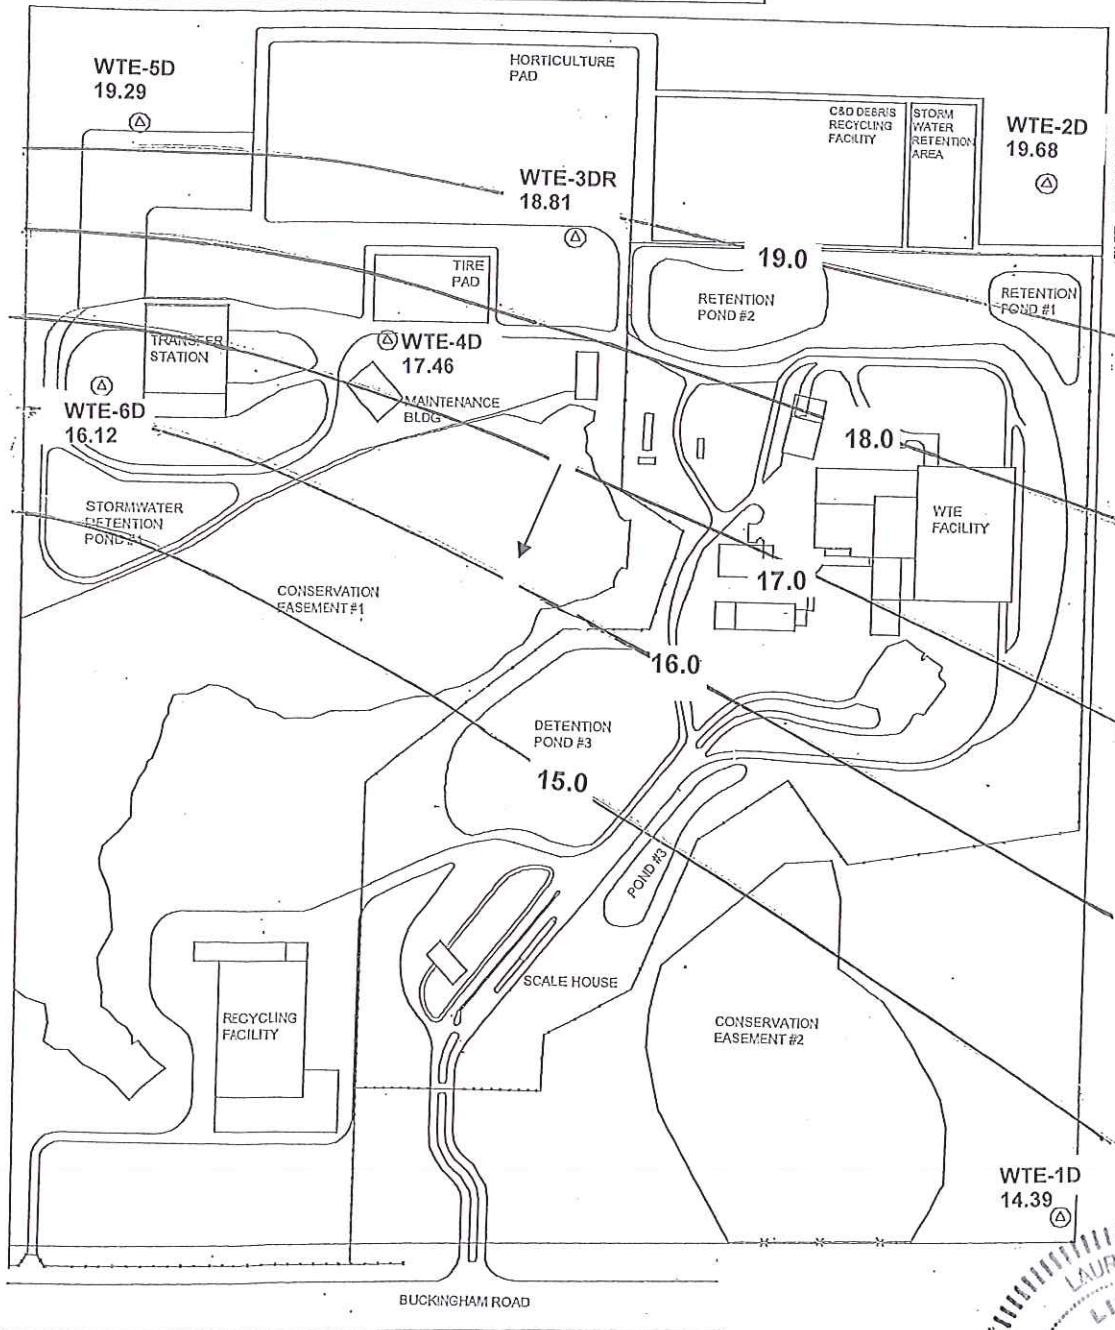 WTE-5D
19.29
HORTICULTURE
PAD
C&D DEBRIS
RECYCLING
FACILITY
STORM
WATER
RETENTION
AREA
WTE-2D
19.68
WTE-3DR
18.81
19.0
TIRE
PAD
RETENTION
POND #2
RETENTION
POND #1
TRANSFER
STATION
WTE-4D
17.46
WTE-6D
16.12
MAINTENANCE
BLDG
18.0
STORMWATER
DETENTION
POND #4
WTE
FACILITY
17.0
CONSERVATION
EASEMENT #1
16.0
DETENTION
POND #3
15.0
POND #3
SCALE HOUSE
RECYCLING
FACILITY
CONSERVATION
EASEMENT #2
WTE-1D
14.39
BUCKINGHAM ROAD
LAUR